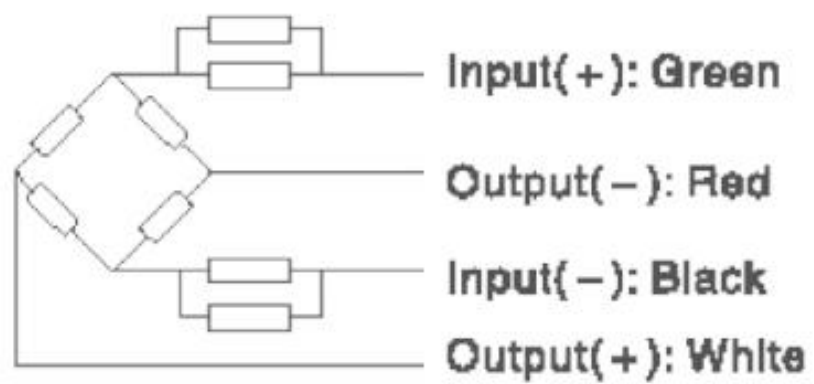 Input(+): Green
Output(-): Red
Input(-): Black
Output(+): White